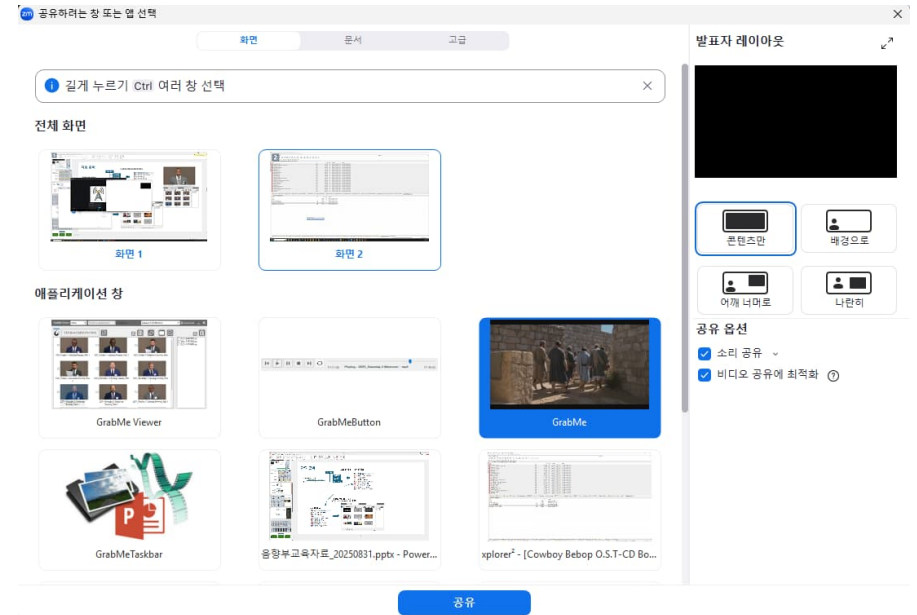 zm 공유하려는 창 또는 앱 선택
화면 문서 고급
길게 누르기 Ctrl 여러 창 선택
전체 화면
화면 1
화면 2
애플리케이션 창
GrabMe Viewer
GrabMeButton
GrabMe
GrabMeTaskbar
음향부교육자료_20250831.pptx - Power...
xplorer² - [Cowboy Bebop O.S.T-CD Bo...
공유
발표자 레이아웃
콘텐츠만
배경으로
어깨 너머로
나란히
공유 옵션
소리 공유
비디오 공유에 최적화